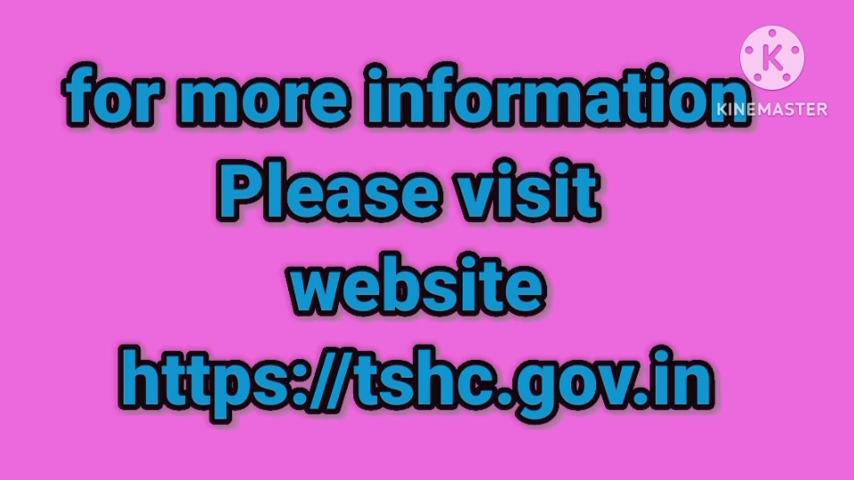 for more information
KINEMASTER
Please visit
website
https://tshc.gov.in